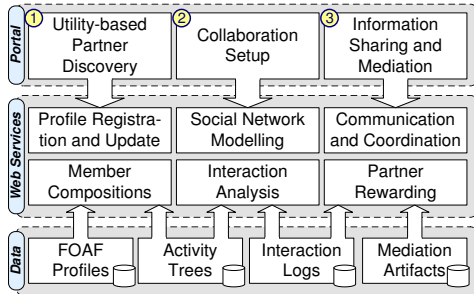 Portal
1
Utility-based
Partner
Discovery
2
Collaboration
Setup
3
Information
Sharing and
Mediation
Web Services
Profile Registra-
tion and Update
Social Network
Modelling
Communication
and Coordination
Member
Compositions
Interaction
Analysis
Partner
Rewarding
Data
FOAF
Profiles
Activity
Trees
Interaction
Logs
Mediation
Artifacts